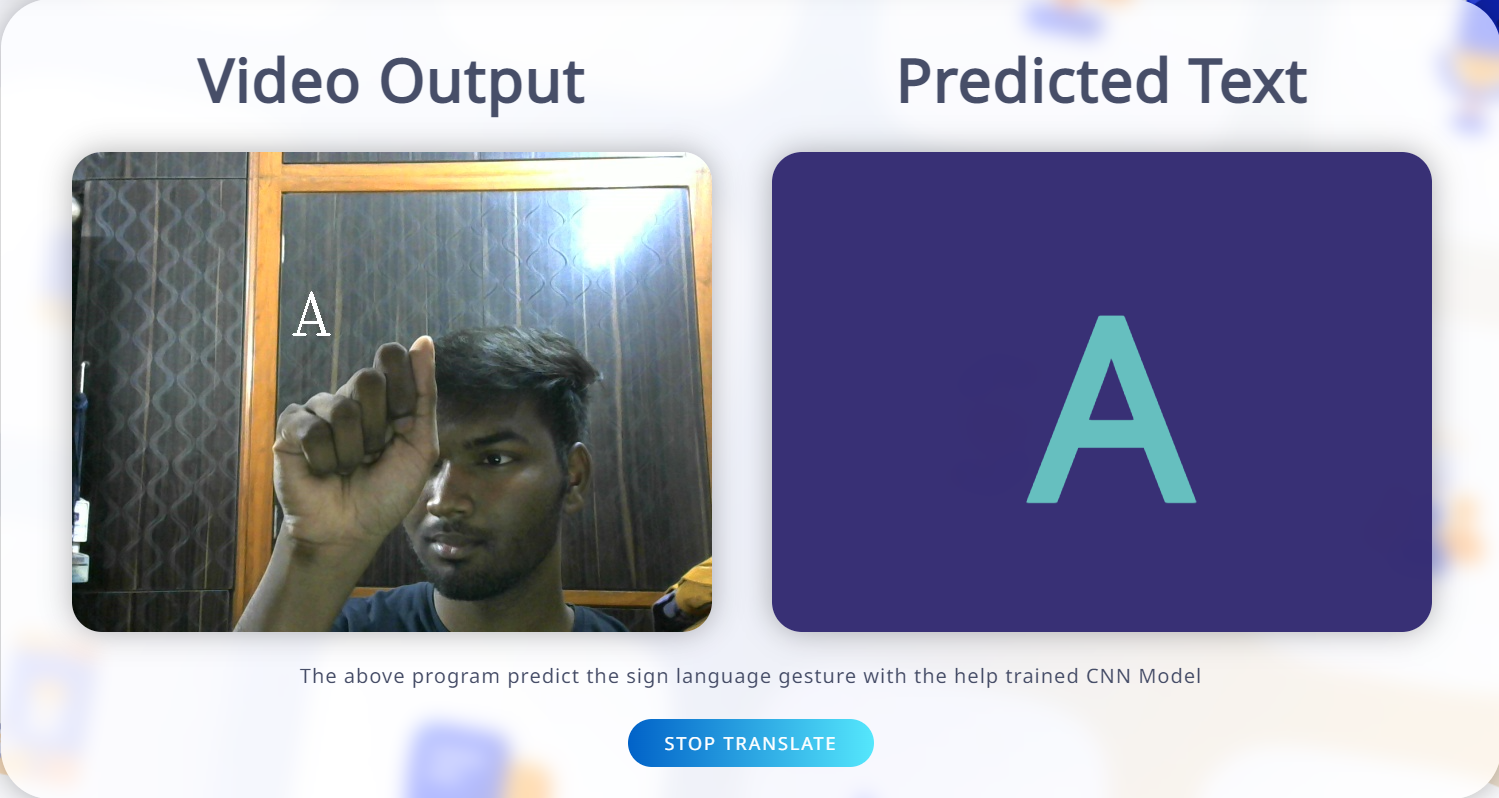 Video Output
Predicted Text
A
A
The above program predict the sign language gesture with the help trained CNN Model
STOP TRANSLATE